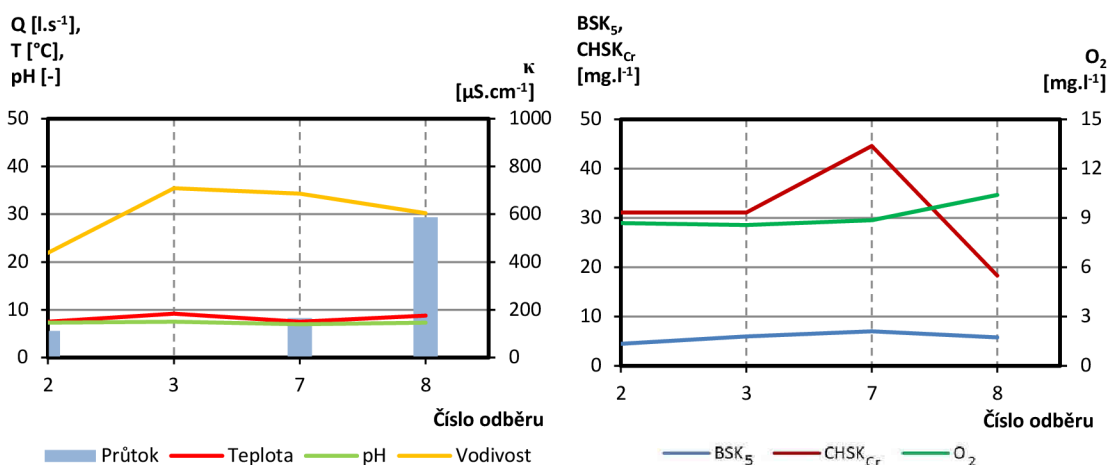 Q [l.s⁻¹],
T [°C],
pH [-]
κ
[µS.cm⁻¹]
50
40
30
20
10
0
1000
800
600
400
200
0
2 3 7 8
Číslo odběru
Průtok Teplota pH Vodivost
BSK₅,
CHSK_Cr
[mg.l⁻¹]
O₂
[mg.l⁻¹]
50
40
30
20
10
0
15
12
9
6
3
0
2 3 7 8
Číslo odběru
BSK₅ CHSK_Cr O₂